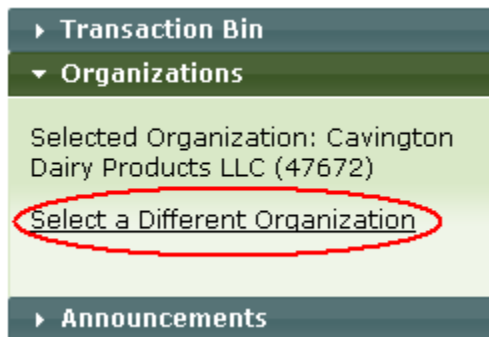 Transaction Bin
Organizations
Selected Organization: Cavington
Dairy Products LLC (47672)
Select a Different Organization
Announcements